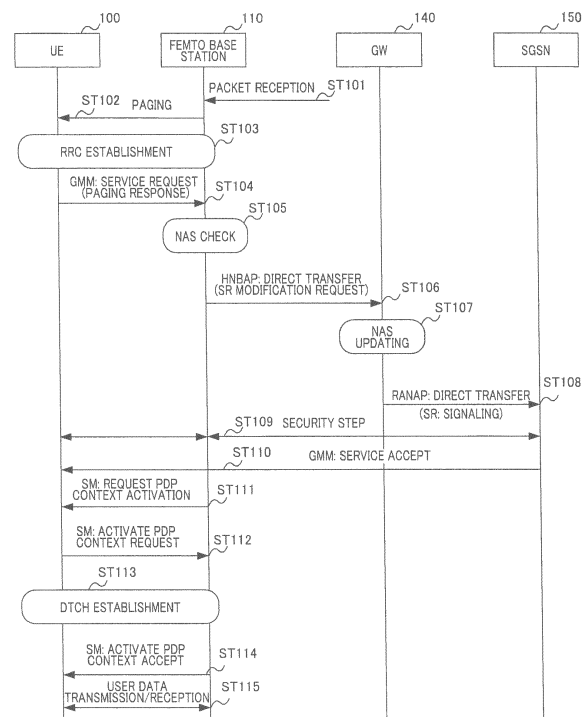 100
110
140
150
UE
FEMTO BASE
STATION
GW
SGSN
PACKET RECEPTION
ST101
ST102
PAGING
ST103
RRC ESTABLISHMENT
GMM: SERVICE REQUEST
(PAGING RESPONSE)
ST104
ST105
NAS CHECK
HNBAP: DIRECT TRANSFER
(SR MODIFICATION REQUEST)
ST106
ST107
NAS
UPDATING
ST108
RANAP: DIRECT TRANSFER
(SR: SIGNALING)
ST109
SECURITY STEP
ST110
GMM: SERVICE ACCEPT
SM: REQUEST PDP
CONTEXT ACTIVATION
ST111
SM: ACTIVATE PDP
CONTEXT REQUEST
ST112
ST113
DTCH ESTABLISHMENT
SM: ACTIVATE PDP
CONTEXT ACCEPT
ST114
USER DATA
TRANSMISSION/RECEPTION
ST115